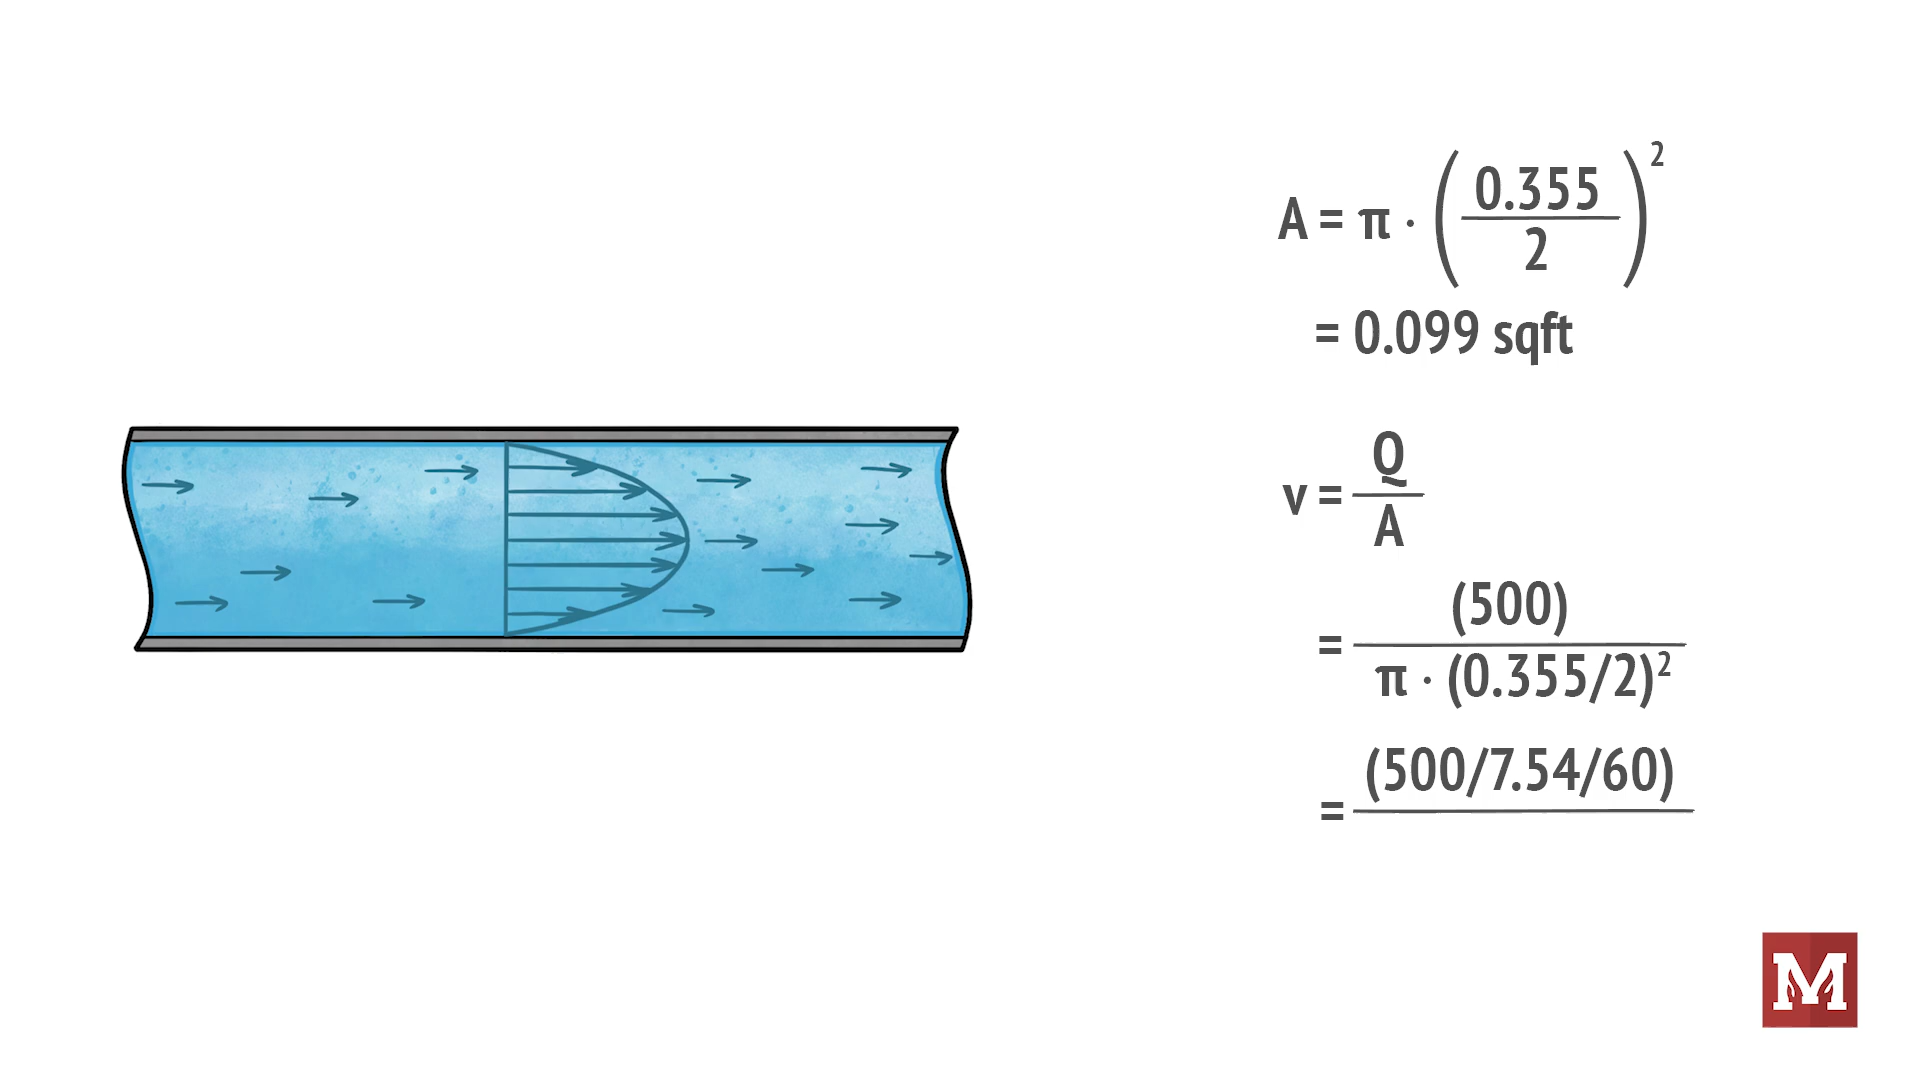 A = π · (0.355/2)²
= 0.099 sqft
v = Q/A
= (500)/π · (0.355/2)²
= (500/7.54/60)
M